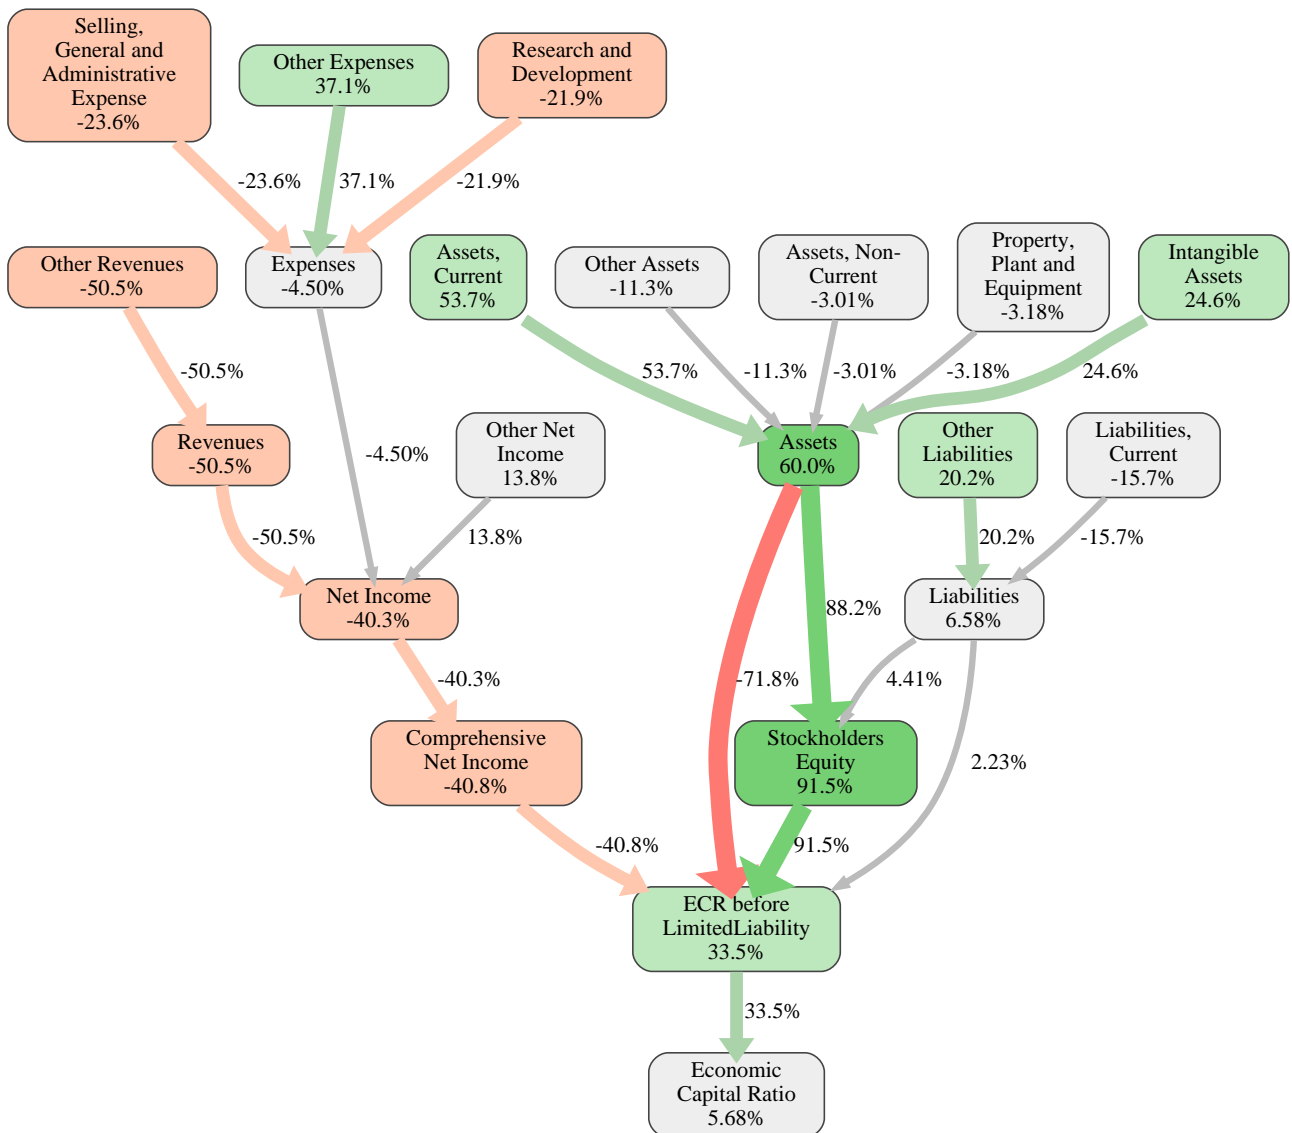 Selling,
General and
Administrative
Expense
-23.6%
Other Expenses
37.1%
Research and
Development
-21.9%
-23.6%
37.1%
-21.9%
Other Revenues
-50.5%
Expenses
-4.50%
Assets,
Current
53.7%
Other Assets
-11.3%
Assets, Non-
Current
-3.01%
Property,
Plant and
Equipment
-3.18%
Intangible
Assets
24.6%
-50.5%
53.7%
-11.3%
-3.01%
-3.18%
24.6%
Revenues
-50.5%
-4.50%
Other Net
Income
13.8%
Assets
60.0%
Other
Liabilities
20.2%
Liabilities,
Current
-15.7%
-50.5%
13.8%
20.2%
-15.7%
Net Income
-40.3%
88.2%
Liabilities
6.58%
-40.3%
-71.8%
4.41%
Comprehensive
Net Income
-40.8%
Stockholders
Equity
91.5%
2.23%
-40.8%
91.5%
ECR before
LimitedLiability
33.5%
33.5%
Economic
Capital Ratio
5.68%